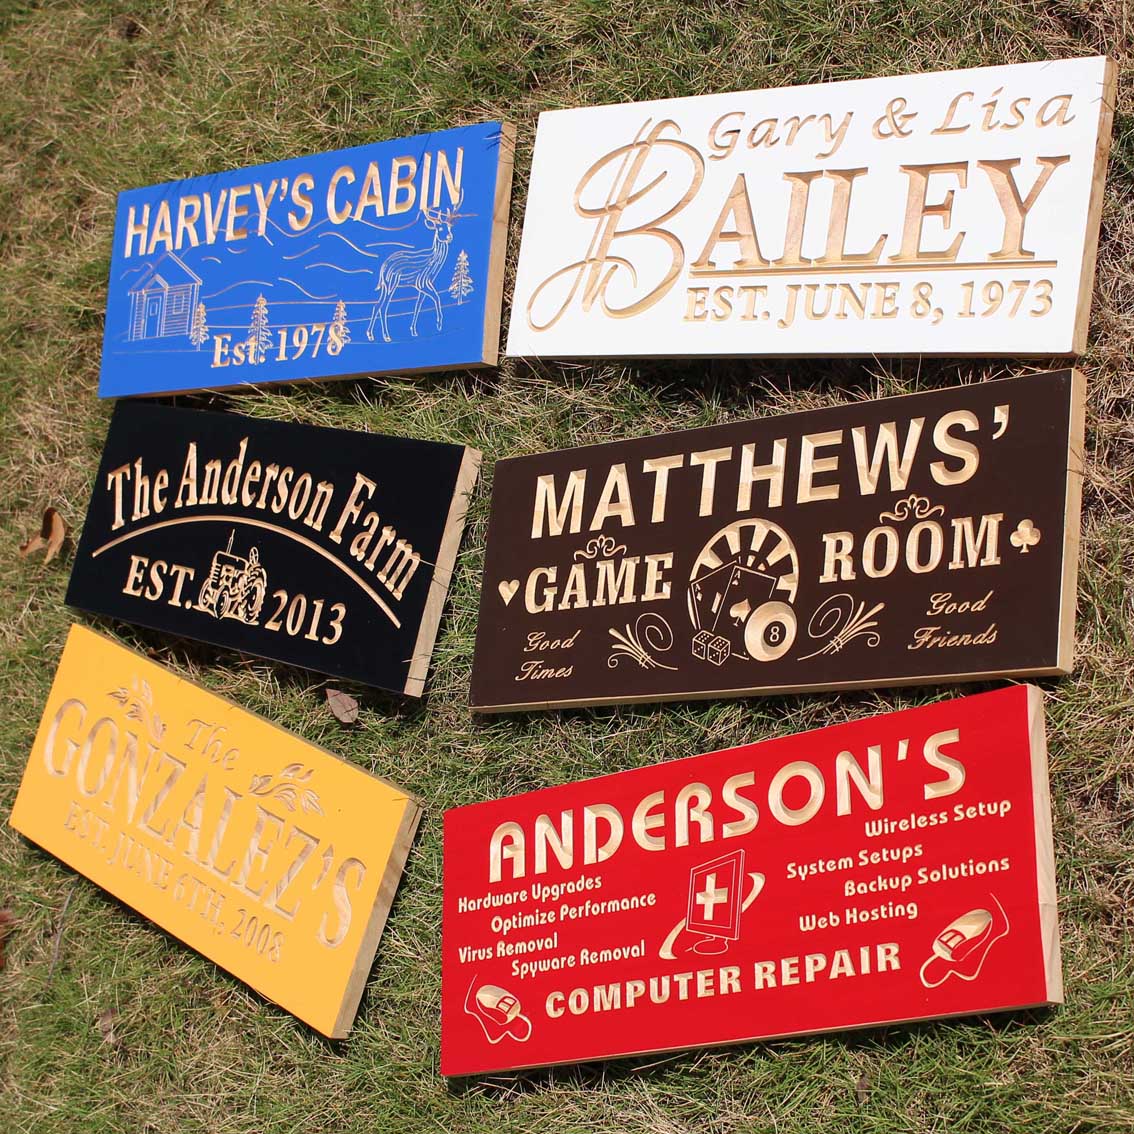 HARVEY'S CABIN
Est. 1978
Gary & Lisa
BAILEY
EST. JUNE 8, 1973
The Anderson Farm
EST. 2013
MATTHEWS'
GAME ROOM
Good
Times
Good
Friends
8
The
GONZALEZ'S
EST. JUNE 6TH, 2008
ANDERSON'S
Hardware Upgrades
Optimize Performance
Virus Removal
Spyware Removal
Wireless Setup
System Setups
Backup Solutions
Web Hosting
COMPUTER REPAIR